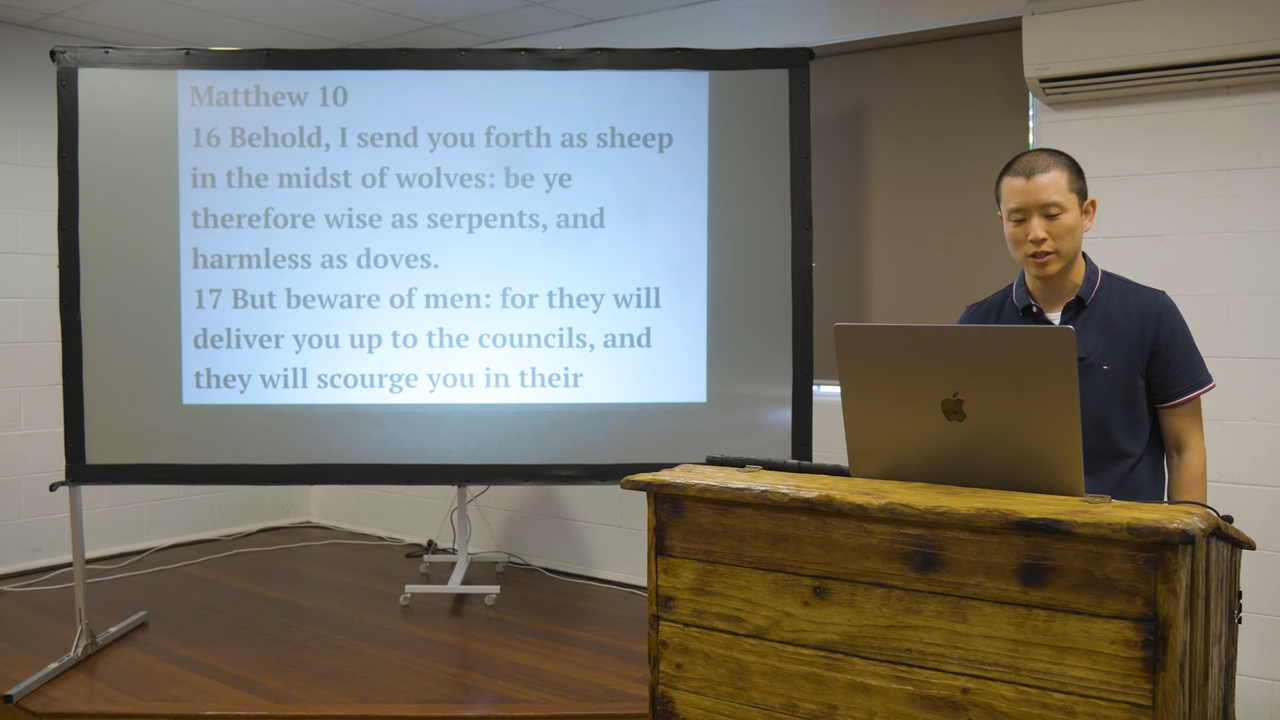 Matthew 10
16 Behold, I send you forth as sheep
in the midst of wolves: be ye
therefore wise as serpents, and
harmless as doves.
17 But beware of men: for they will
deliver you up to the councils, and
they will scourge you in their